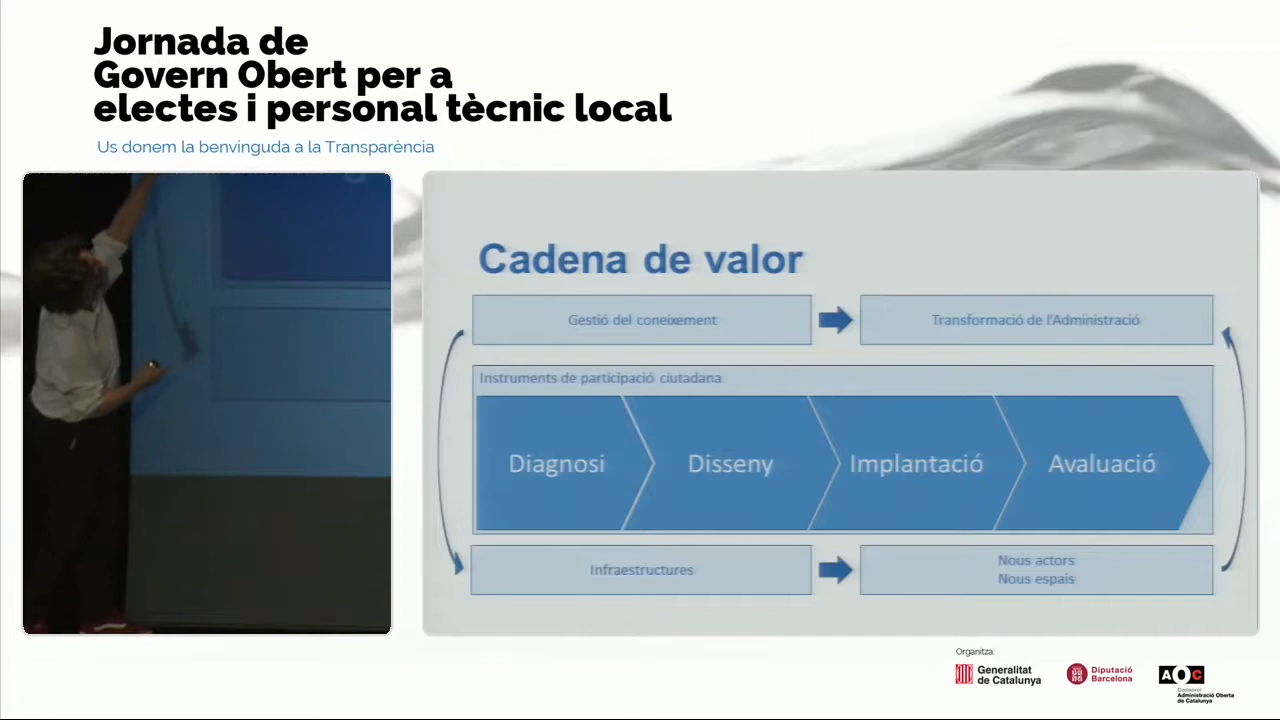 Jornada de
Govern Obert per a
electes i personal tècnic local
Us donem la benvinguda a la Transparència
Cadena de valor
Gestió del coneixement
Transformació de l'Administració
Instruments de participació ciutadana
Diagnosi
Disseny
Implantació
Avaluació
Infraestructures
Nous actors
Nous espais
Organitza:
Generalitat
de Catalunya
Diputació
Barcelona
AOC
Consorci
Administració Oberta
de Catalunya